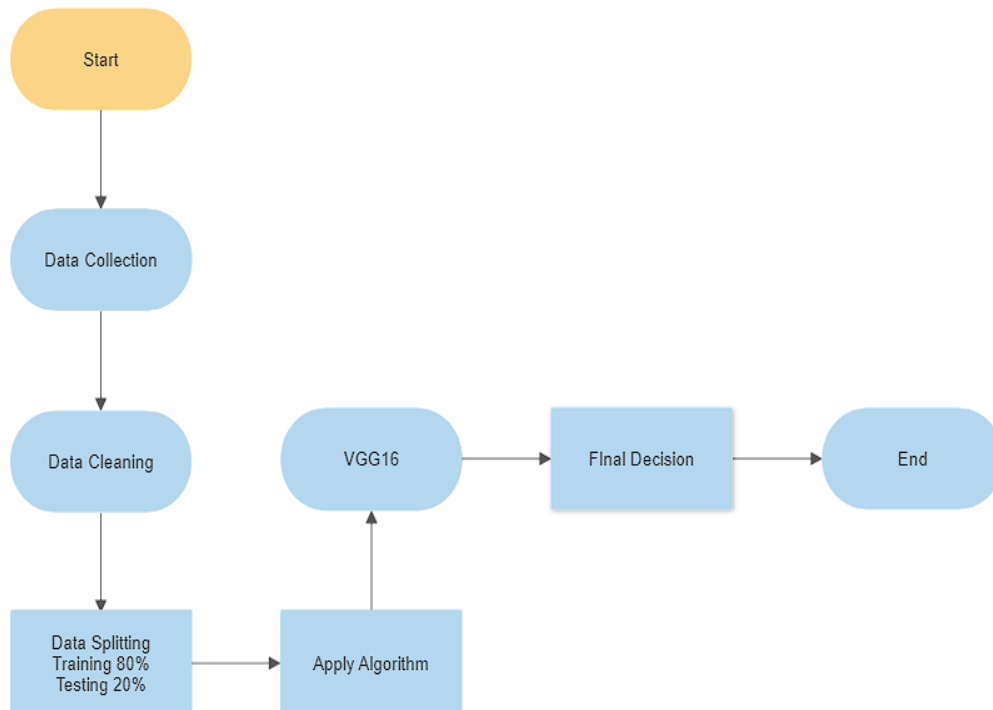 Start
Data Collection
Data Cleaning
Data Splitting
Training 80%
Testing 20%
Apply Algorithm
VGG16
FInal Decision
End